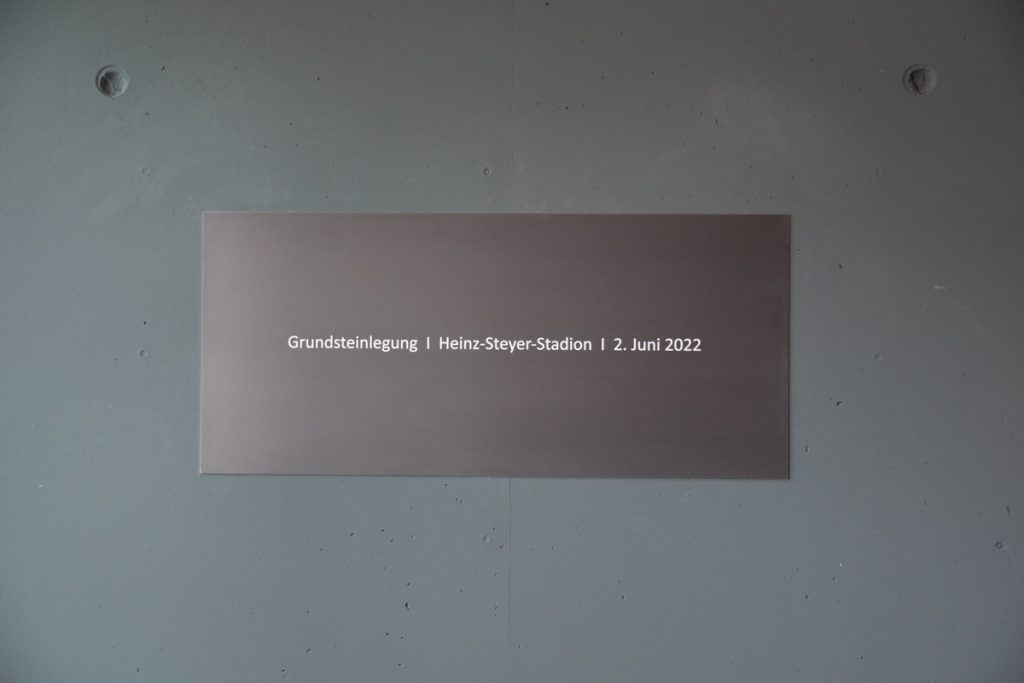 Grundsteinlegung I Heinz-Steyer-Stadion I 2. Juni 2022